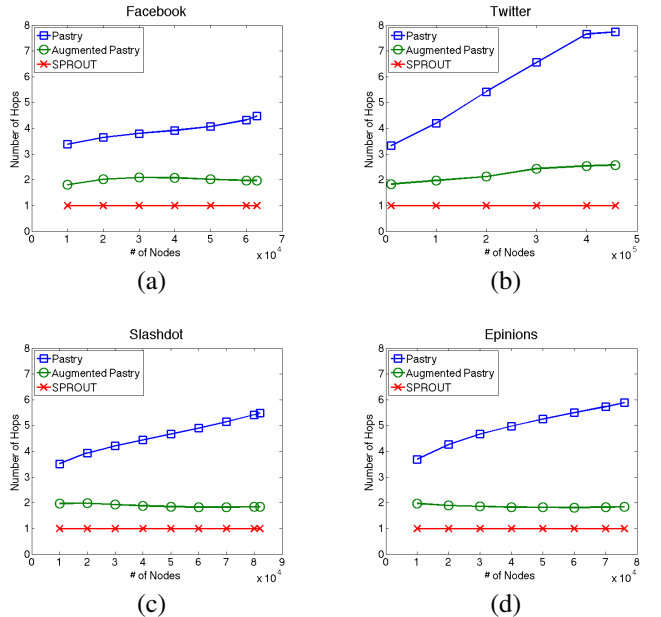 Facebook
Pastry
Augmented Pastry
SPROUT
Number of Hops
8
7
6
5
4
3
2
1
0
0 1 2 3 4 5 6 7
# of Nodes
x 10^4
(a)
Twitter
Pastry
Augmented Pastry
SPROUT
Number of Hops
8
7
6
5
4
3
2
1
0
0 1 2 3 4 5
# of Nodes
x 10^5
(b)
Slashdot
Pastry
Augmented Pastry
SPROUT
Number of Hops
8
7
6
5
4
3
2
1
0
0 1 2 3 4 5 6 7 8 9
# of Nodes
x 10^4
(c)
Epinions
Pastry
Augmented Pastry
SPROUT
Number of Hops
8
7
6
5
4
3
2
1
0
0 1 2 3 4 5 6 7 8
# of Nodes
x 10^4
(d)